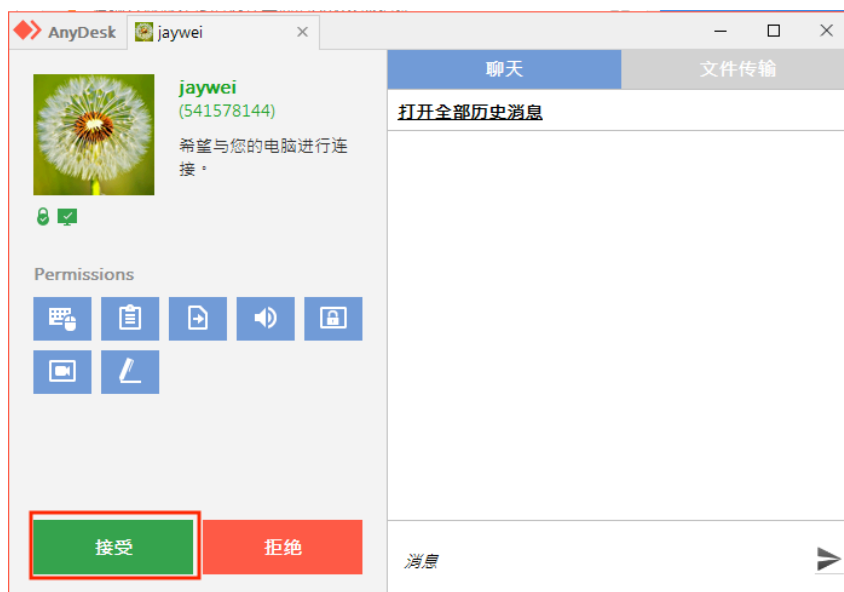 AnyDesk
jaywei
jaywei
(541578144)
希望与您的电脑进行连
接。
Permissions
接受
拒绝
聊天
文件传输
打开全部历史消息
消息